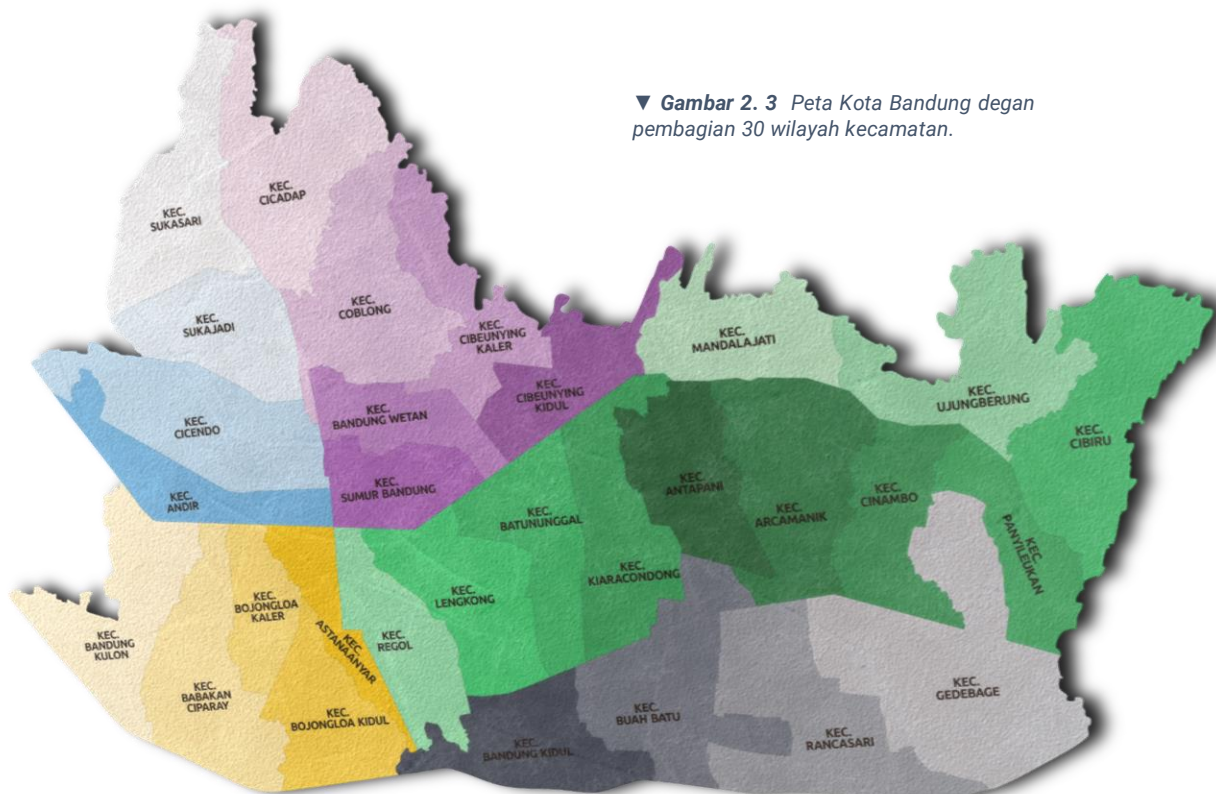 ▼ Gambar 2. 3 Peta Kota Bandung degan
pembagian 30 wilayah kecamatan.
KEC.
CICADAP
KEC.
SUKASARI
KEC.
SUKAJADI
KEC.
COBLONG
KEC.
CIBEUNYING
KALER
KEC.
MANDALAJATI
KEC.
CIBEUNYING
KIDUL
KEC.
UJUNGBERUNG
KEC.
BANDUNG WETAN
KEC.
CICENDO
KEC.
CIBIRU
KEC.
ANDIR
KEC.
SUMUR BANDUNG
KEC.
ANTAPANI
KEC.
CINAMBO
KEC.
ARCAMANIK
KEC.
BATUNUNGGAL
KEC.
PANYILEUKAN
KEC.
KIARACONDONG
KEC.
LENGKONG
KEC.
BOJONGLOA
KALER
KEC.
ASTANAANYAR
KEC.
REGOL
KEC.
BANDUNG
KULON
KEC.
BABAKAN
CIPARAY
KEC.
BOJONGLOA KIDUL
KEC.
GEDEBAGE
KEC.
BUAH BATU
KEC.
RANCASARI
KEC.
BANDUNG KIDUL